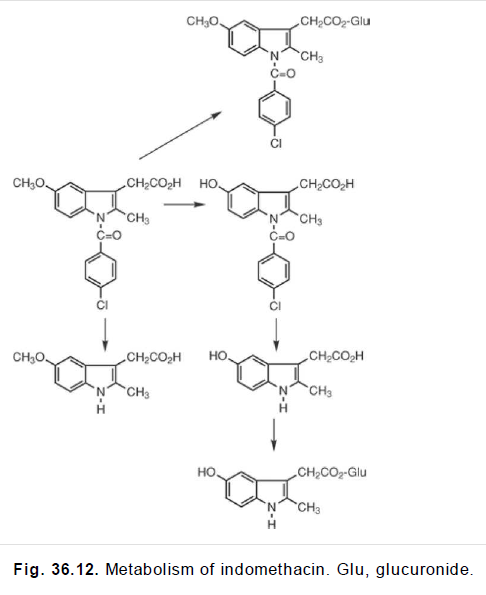 CH₃O CH₂CO₂-Glu
N CH₃
C=O
Cl
CH₃O CH₂CO₂H
N CH₃
C=O
Cl
HO CH₂CO₂H
N CH₃
C=O
Cl
CH₃O CH₂CO₂H
N CH₃
H
HO CH₂CO₂H
N CH₃
H
HO CH₂CO₂-Glu
N CH₃
H
Fig. 36.12. Metabolism of indomethacin. Glu, glucuronide.